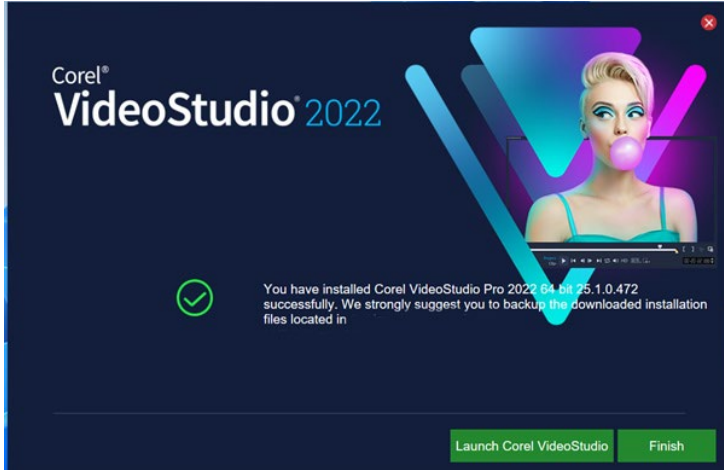 Corel®
VideoStudio® 2022
You have installed Corel VideoStudio Pro 2022 64 bit 25.1.0.472
successfully. We strongly suggest you to backup the downloaded installation
files located in
Launch Corel VideoStudio
Finish